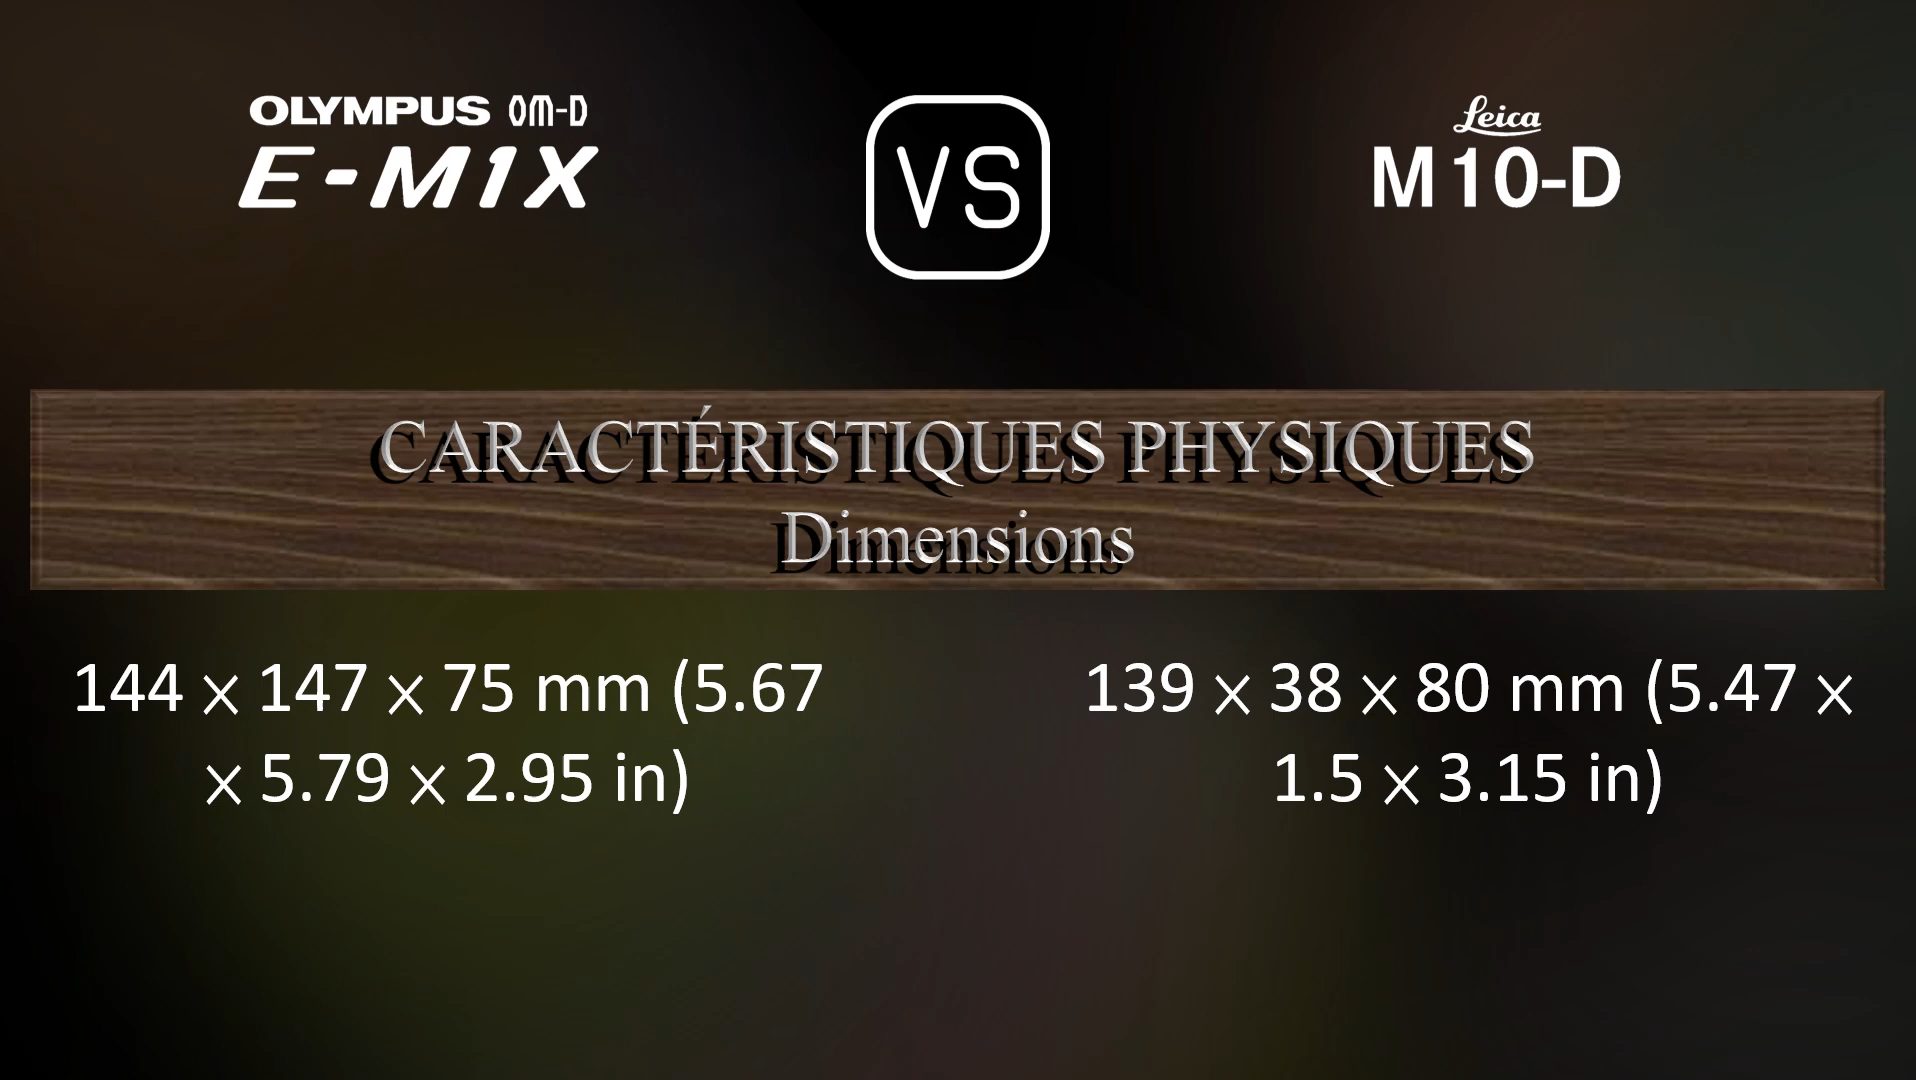 OLYMPUS OM-D
E-M1X
VS
Leica
M10-D
CARACTÉRISTIQUES PHYSIQUES
Dimensions
144 x 147 x 75 mm (5.67
x 5.79 x 2.95 in)
139 x 38 x 80 mm (5.47 x
1.5 x 3.15 in)